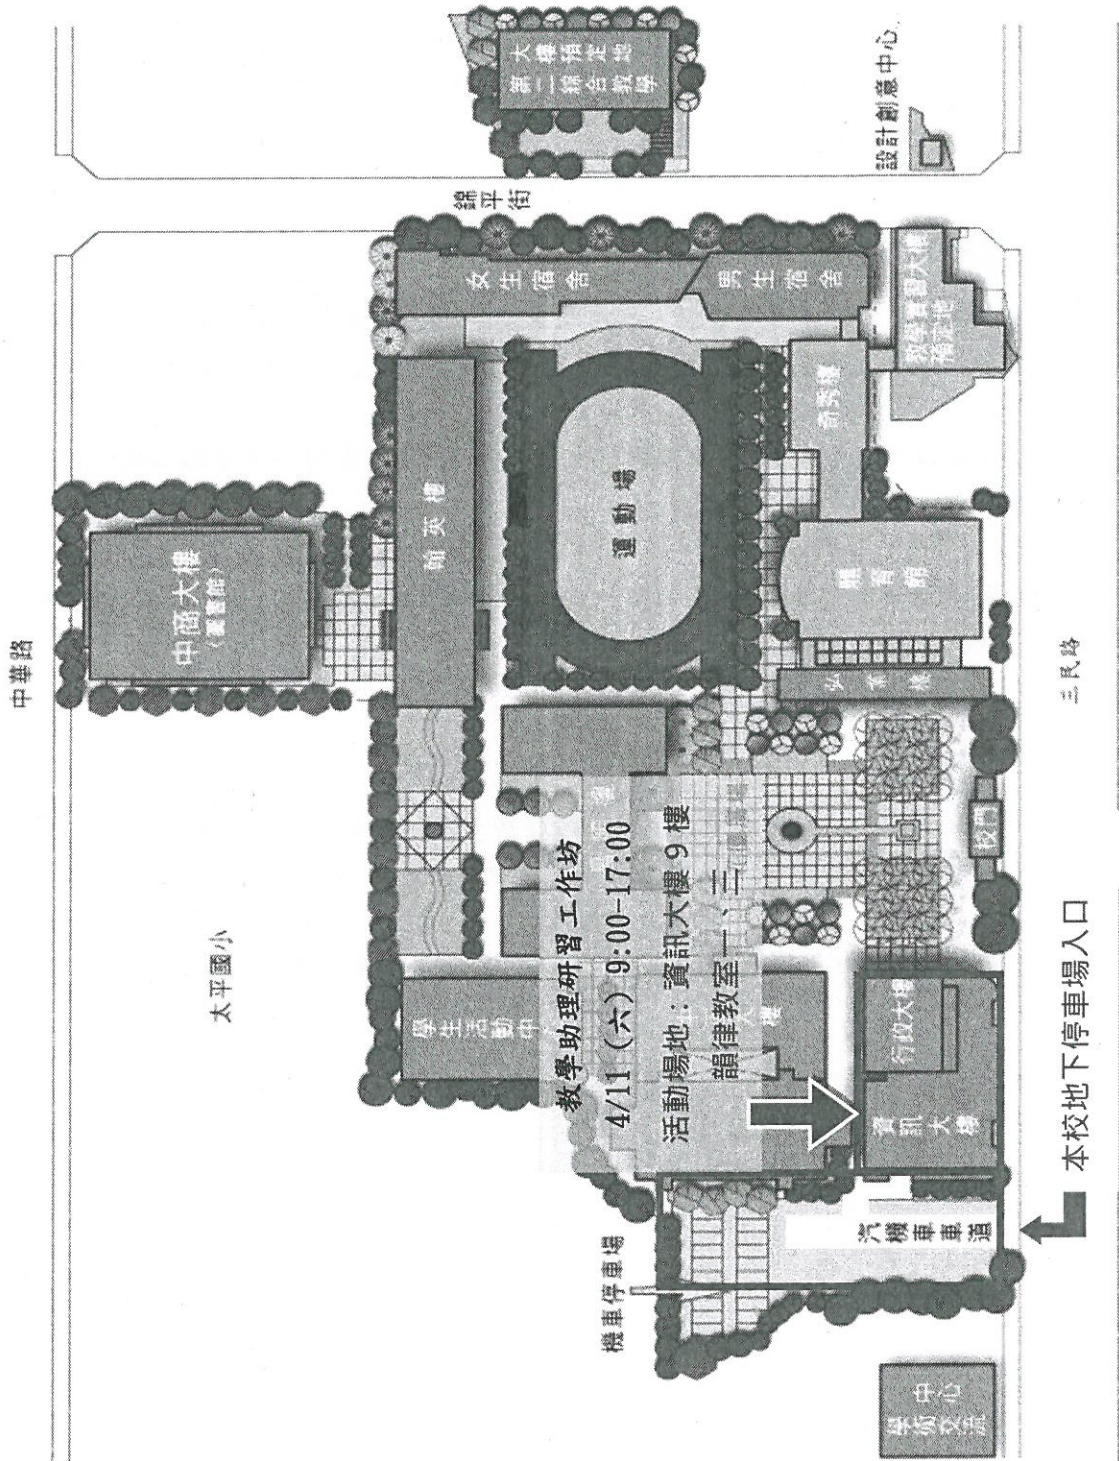 中華路
太平國小
中商大樓
(圖書館)
第二綜合教學
大樓預定地
錦平街
設計創意中心
女生宿舍
男生宿舍
翰英樓
運動場
奇秀樓
教學實習大樓
預定地
體育館
弘業樓
三民路
校門
學生活動中
教學助理研習工作坊
4/11 (六) 9:00-17:00
活動場地：資訊大樓 9 樓
韻律教室一、二
大樓
行政大樓
資訊大樓
機車停車場
汽機車車道
本校地下停車場入口
學術交流
中心